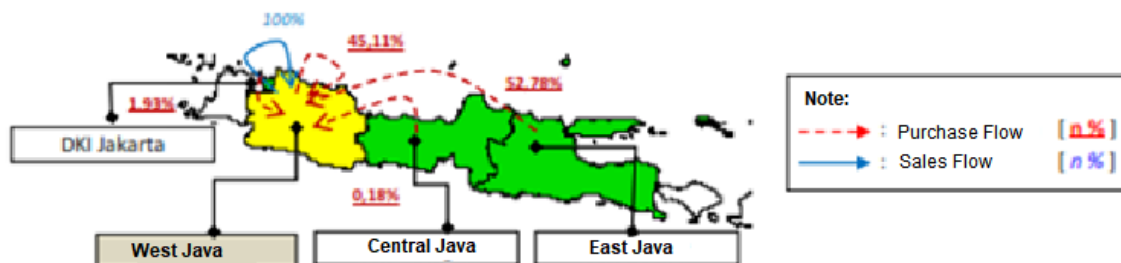 100%
45,11%
52.78%
1.93%
DKI Jakarta
0,18%
West Java
Central Java
East Java
Note:
: Purchase Flow [ n % ]
: Sales Flow [ n % ]